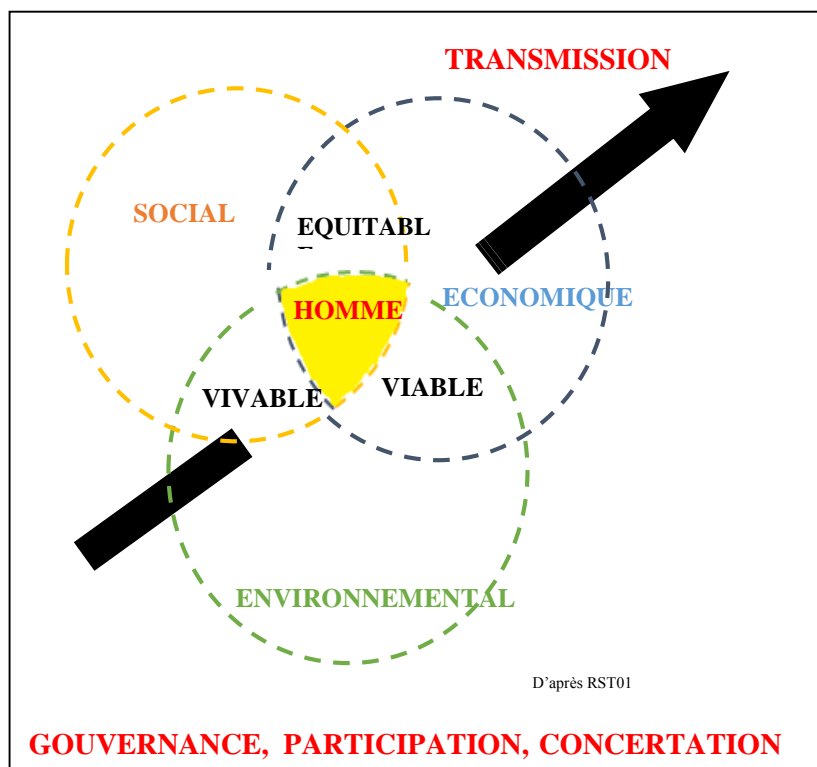 TRANSMISSION
SOCIAL
EQUITABL
HOMME
ECONOMIQUE
VIVABLE
VIABLE
ENVIRONNEMENTAL
D'après RST01
GOUVERNANCE, PARTICIPATION, CONCERTATION